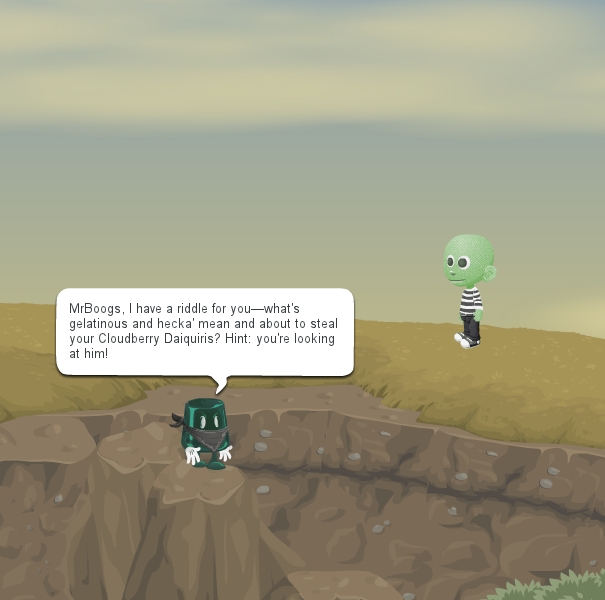 MrBoogs, I have a riddle for you—what's
gelatinous and hecka' mean and about to steal
your Cloudberry Daiquiris? Hint: you're looking
at him!